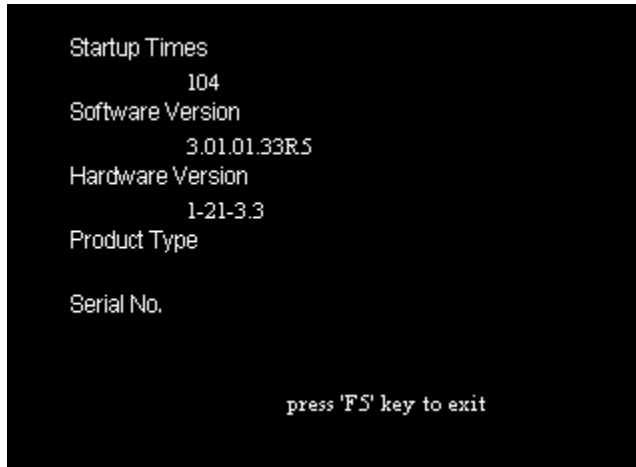 Startup Times
104
Software Version
3.01.01.33R5
Hardware Version
1-21-3.3
Product Type
Serial No.
press 'F5' key to exit